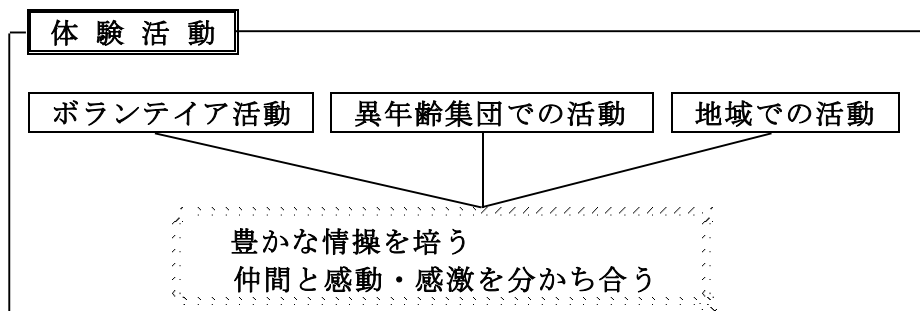 体験活動
ボランテイア活動 異年齢集団での活動 地域での活動
豊かな情操を培う
仲間と感動・感激を分かち合う